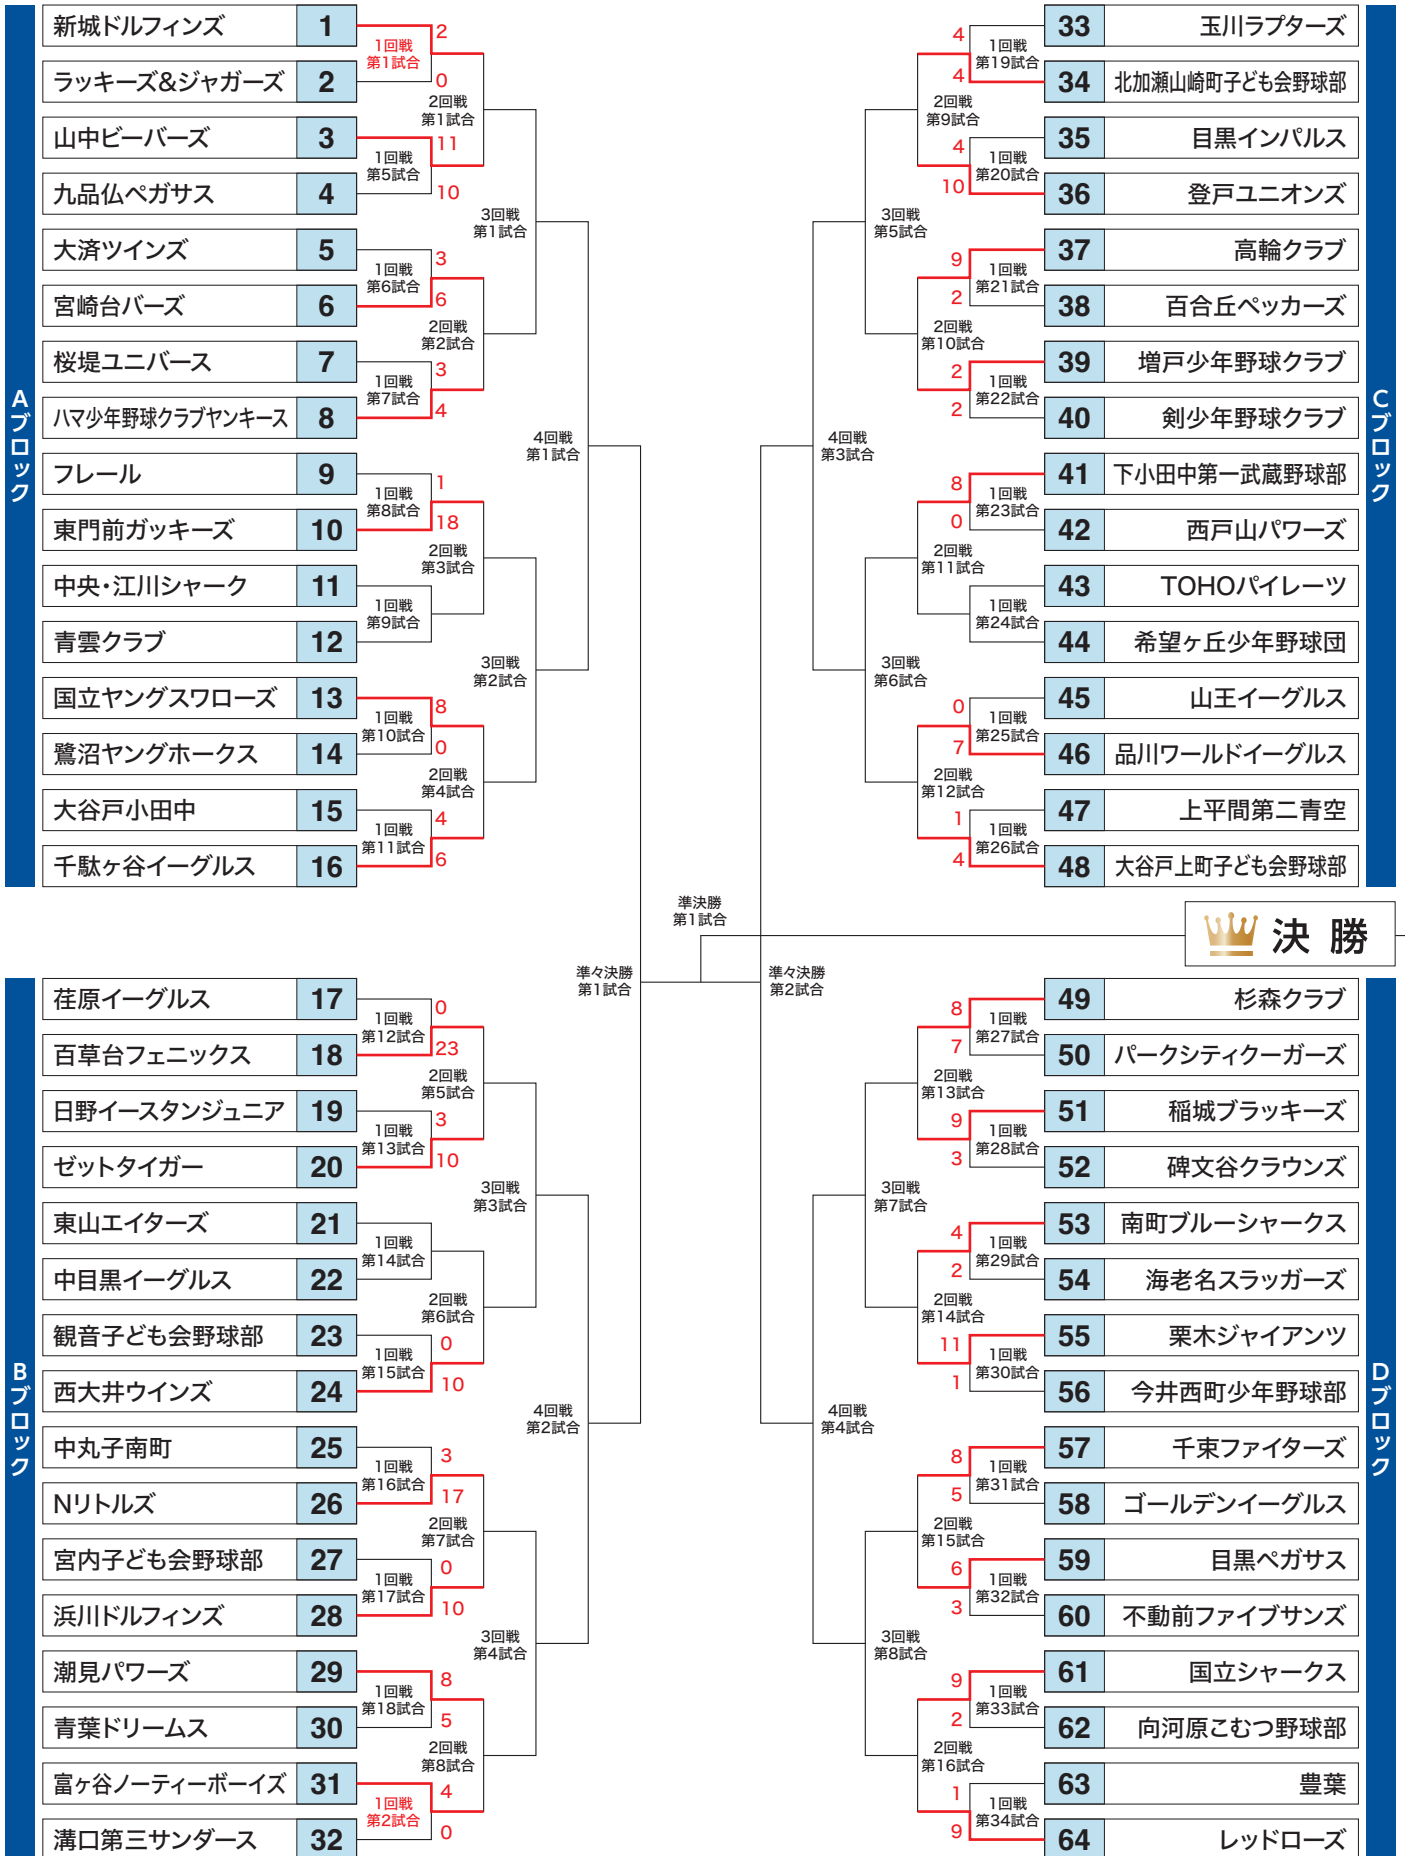 Aブロック
新城ドルフィンズ 1
ラッキーズ&ジャガーズ 2
山中ビーバーズ 3
九品仏ペガサス 4
大済ツインズ 5
宮崎台バーズ 6
桜堤ユニバース 7
ハマ少年野球クラブヤンキース 8
フレール 9
東門前ガッキーズ 10
中央・江川シャーク 11
青雲クラブ 12
国立ヤングスワローズ 13
鷺沼ヤングホークス 14
大谷戸小田中 15
千駄ヶ谷イーグルス 16
1回戦
第1試合
2
0
1回戦
第5試合
11
10
1回戦
第6試合
3
6
1回戦
第7試合
3
4
1回戦
第8試合
1
18
1回戦
第9試合
1回戦
第10試合
8
0
1回戦
第11試合
4
6
2回戦
第1試合
2回戦
第2試合
2回戦
第3試合
2回戦
第4試合
3回戦
第1試合
3回戦
第2試合
4回戦
第1試合
Bブロック
荏原イーグルス 17
百草台フェニックス 18
日野イースタンジュニア 19
ゼットタイガー 20
東山エイターズ 21
中目黒イーグルス 22
観音子ども会野球部 23
西大井ウインズ 24
中丸子南町 25
Nリトルズ 26
宮内子ども会野球部 27
浜川ドルフィンズ 28
潮見パワーズ 29
青葉ドリームス 30
富ヶ谷ノーティーボーイズ 31
溝口第三サンダース 32
1回戦
第12試合
0
23
1回戦
第13試合
3
10
1回戦
第14試合
1回戦
第15試合
0
10
1回戦
第16試合
3
17
1回戦
第17試合
0
10
1回戦
第18試合
8
5
1回戦
第2試合
4
0
2回戦
第5試合
2回戦
第6試合
2回戦
第7試合
2回戦
第8試合
3回戦
第3試合
3回戦
第4試合
4回戦
第2試合
準々決勝
第1試合
準決勝
第1試合
準々決勝
第2試合
決勝
Cブロック
33 玉川ラプターズ
34 北加瀬山崎町子ども会野球部
35 目黒インパルス
36 登戸ユニオンズ
37 高輪クラブ
38 百合丘ペッカーズ
39 増戸少年野球クラブ
40 剣少年野球クラブ
41 下小田中第一武蔵野球部
42 西戸山パワーズ
43 TOHOパイレーツ
44 希望ヶ丘少年野球団
45 山王イーグルス
46 品川ワールドイーグルス
47 上平間第二青空
48 大谷戸上町子ども会野球部
4
4
1回戦
第19試合
4
10
1回戦
第20試合
9
2
1回戦
第21試合
2
2
1回戦
第22試合
8
0
1回戦
第23試合
1回戦
第24試合
0
7
1回戦
第25試合
1
4
1回戦
第26試合
2回戦
第9試合
2回戦
第10試合
2回戦
第11試合
2回戦
第12試合
3回戦
第5試合
3回戦
第6試合
4回戦
第3試合
Dブロック
49 杉森クラブ
50 パークシティクーガーズ
51 稲城ブラッキーズ
52 碑文谷クラウンズ
53 南町ブルーシャークス
54 海老名スラッガーズ
55 栗木ジャイアンツ
56 今井西町少年野球部
57 千束ファイターズ
58 ゴールデンイーグルス
59 目黒ペガサス
60 不動前ファイブサンズ
61 国立シャークス
62 向河原こむつ野球部
63 豊葉
64 レッドローズ
8
7
1回戦
第27試合
9
3
1回戦
第28試合
4
2
1回戦
第29試合
11
1
1回戦
第30試合
8
5
1回戦
第31試合
6
3
1回戦
第32試合
9
2
1回戦
第33試合
1
9
1回戦
第34試合
2回戦
第13試合
2回戦
第14試合
2回戦
第15試合
2回戦
第16試合
3回戦
第7試合
3回戦
第8試合
4回戦
第4試合